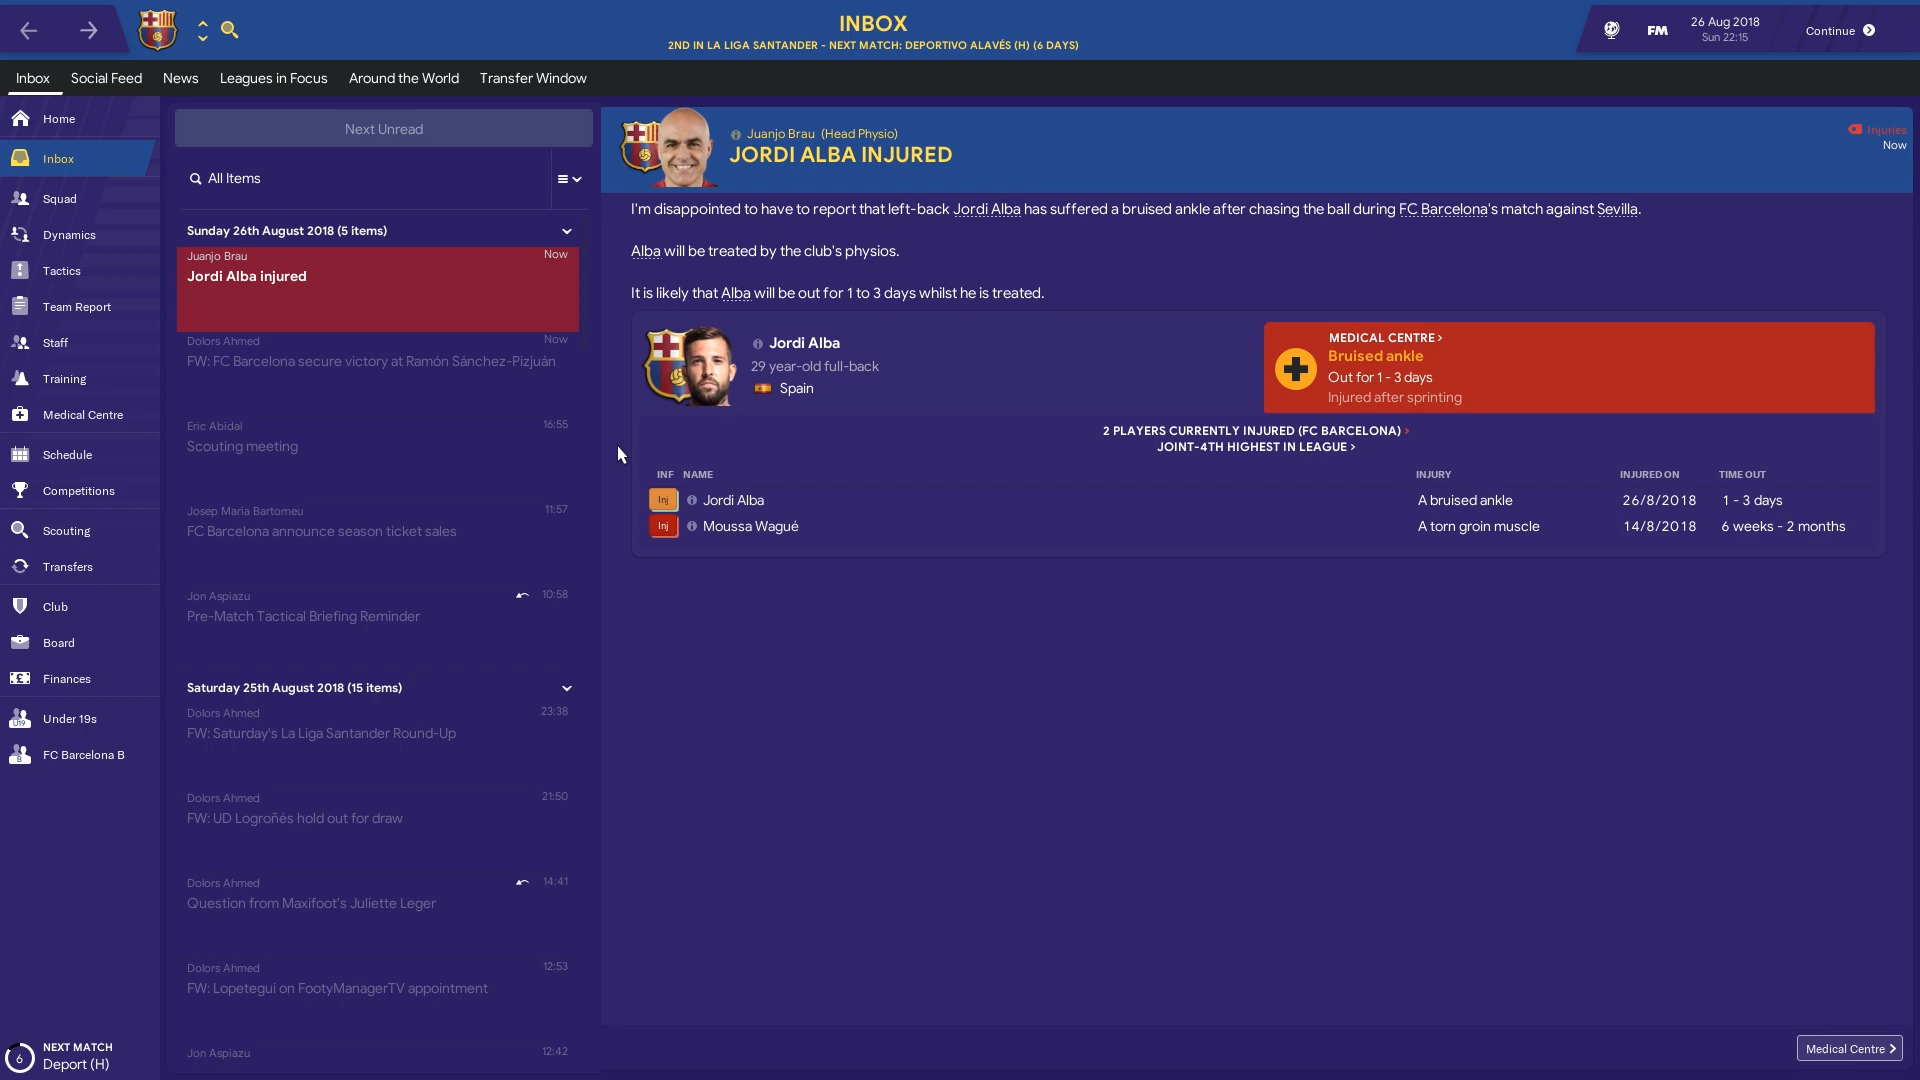 INBOX
2ND IN LA LIGA SANTANDER - NEXT MATCH: DEPORTIVO ALAVÉS (H) (6 DAYS)
FM
26 Aug 2018
Sun 22:15
Continue
Inbox Social Feed News Leagues in Focus Around the World Transfer Window
Home
Inbox
Squad
Dynamics
Tactics
Team Report
Staff
Training
Medical Centre
Schedule
Competitions
Scouting
Transfers
Club
Board
Finances
U19
Under 19s
B
FC Barcelona B
6
NEXT MATCH
Deport (H)
Next Unread
All Items
Sunday 26th August 2018 (5 items)
Juanjo Brau Now
Jordi Alba injured
Dolors Ahmed Now
FW: FC Barcelona secure victory at Ramón Sánchez-Pizjuán
Eric Abidal 16:55
Scouting meeting
Josep Maria Bartomeu 11:57
FC Barcelona announce season ticket sales
Jon Aspiazu 10:58
Pre-Match Tactical Briefing Reminder
Saturday 25th August 2018 (15 items)
Dolors Ahmed 23:38
FW: Saturday's La Liga Santander Round-Up
Dolors Ahmed 21:50
FW: UD Logroñés hold out for draw
Dolors Ahmed 14:41
Question from Maxifoot's Juliette Leger
Dolors Ahmed 12:53
FW: Lopetegui on FootyManagerTV appointment
Jon Aspiazu 12:42
Juanjo Brau (Head Physio)
JORDI ALBA INJURED
Injuries
Now
I'm disappointed to have to report that left-back Jordi Alba has suffered a bruised ankle after chasing the ball during FC Barcelona's match against Sevilla.
Alba will be treated by the club's physios.
It is likely that Alba will be out for 1 to 3 days whilst he is treated.
Jordi Alba
29 year-old full-back
Spain
MEDICAL CENTRE >
Bruised ankle
Out for 1 - 3 days
Injured after sprinting
2 PLAYERS CURRENTLY INJURED (FC BARCELONA) >
JOINT-4TH HIGHEST IN LEAGUE >
INF NAME INJURY INJURED ON TIME OUT
Inj Jordi Alba A bruised ankle 26/8/2018 1 - 3 days
Inj Moussa Wagué A torn groin muscle 14/8/2018 6 weeks - 2 months
Medical Centre >